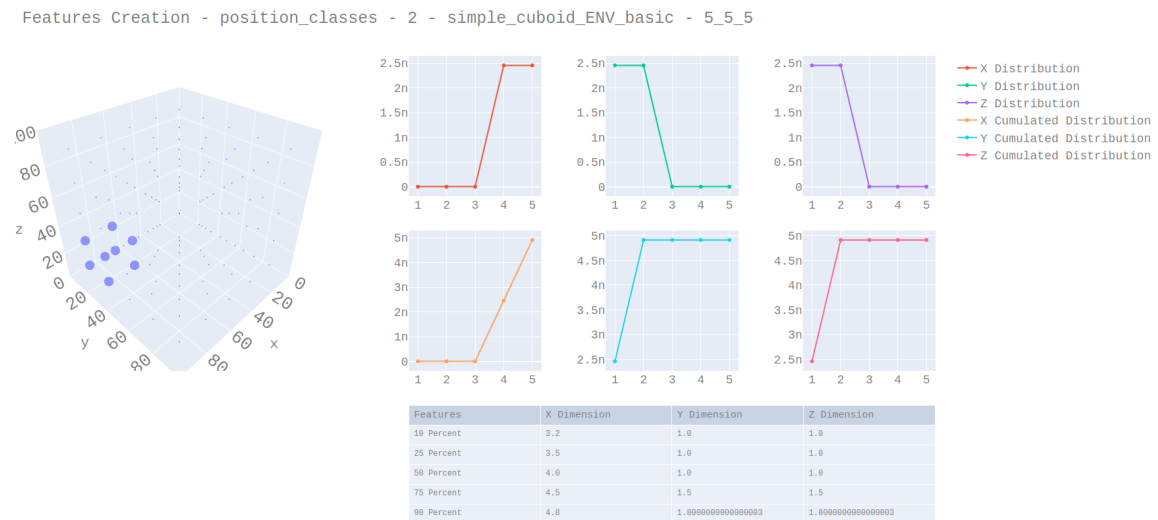 Features Creation - position_classes - 2 - simple_cuboid_ENV_basic - 5_5_5
2.5n 2n 1.5n 1n 0.5n 0
1 2 3 4 5
2.5n 2n 1.5n 1n 0.5n 0
1 2 3 4 5
2.5n 2n 1.5n 1n 0.5n 0
1 2 3 4 5
X Distribution
Y Distribution
Z Distribution
X Cumulated Distribution
Y Cumulated Distribution
Z Cumulated Distribution
80 60 40 20 0
z
20 40 60 80
y
0 20 40 60 80
x
5n 4n 3n 2n 1n 0
1 2 3 4 5
5n 4.5n 4n 3.5n 3n 2.5n
1 2 3 4 5
5n 4.5n 4n 3.5n 3n 2.5n
1 2 3 4 5
Features X Dimension Y Dimension Z Dimension
10 Percent 3.2 1.0 1.0
25 Percent 3.5 1.0 1.0
50 Percent 4.0 1.0 1.0
75 Percent 4.5 1.5 1.5
90 Percent 4.8 1.8000000000000003 1.8000000000000003